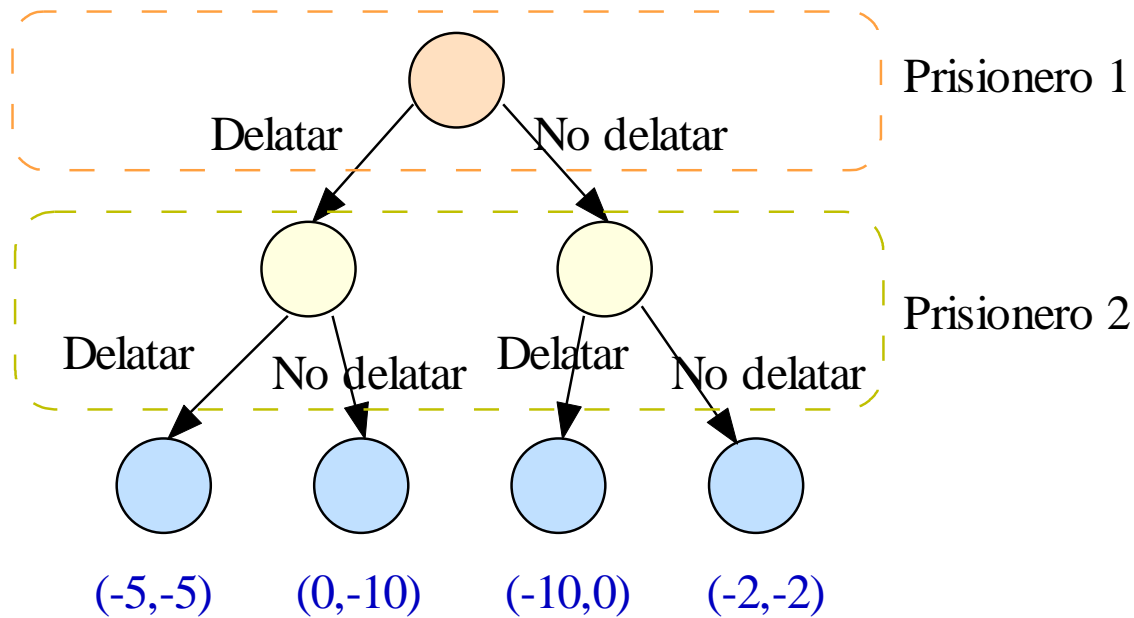 Prisionero 1
Delatar
No delatar
Prisionero 2
Delatar
No delatar
Delatar
No delatar
(-5,-5)
(0,-10)
(-10,0)
(-2,-2)